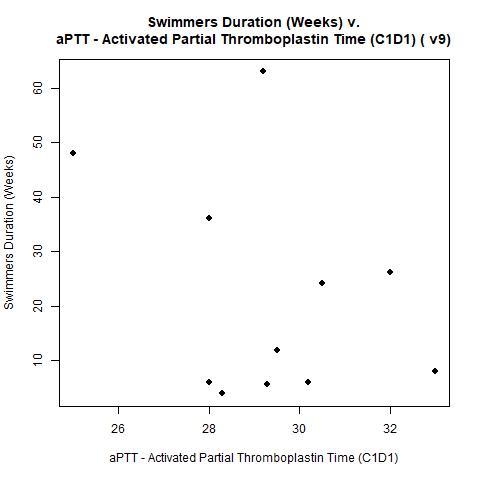 Swimmers Duration (Weeks) v.
aPTT - Activated Partial Thromboplastin Time (C1D1) ( v9)
Swimmers Duration (Weeks)
60
50
40
30
20
10
26 28 30 32
aPTT - Activated Partial Thromboplastin Time (C1D1)